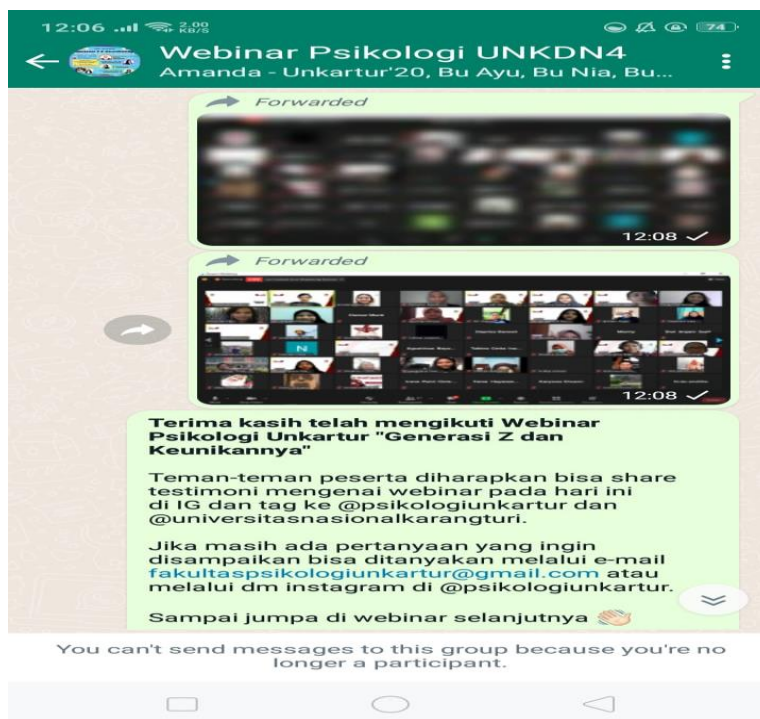 12:06
2.00
KB/S
74
Webinar Psikologi UNKDN4
Amanda - Unkartur'20, Bu Ayu, Bu Nia, Bu...
Forwarded
12:08
Forwarded
N
12:08
Terima kasih telah mengikuti Webinar
Psikologi Unkartur "Generasi Z dan
Keunikannya"
Teman-teman peserta diharapkan bisa share
testimoni mengenai webinar pada hari ini
di IG dan tag ke @psikologiunkartur dan
@universitasnasionalkarangturi.
Jika masih ada pertanyaan yang ingin
disampaikan bisa ditanyakan melalui e-mail
fakultaspsikologiunkartur@gmail.com atau
melalui dm instagram di @psikologiunkartur.
Sampai jumpa di webinar selanjutnya 👋🏻
You can't send messages to this group because you're no
longer a participant.